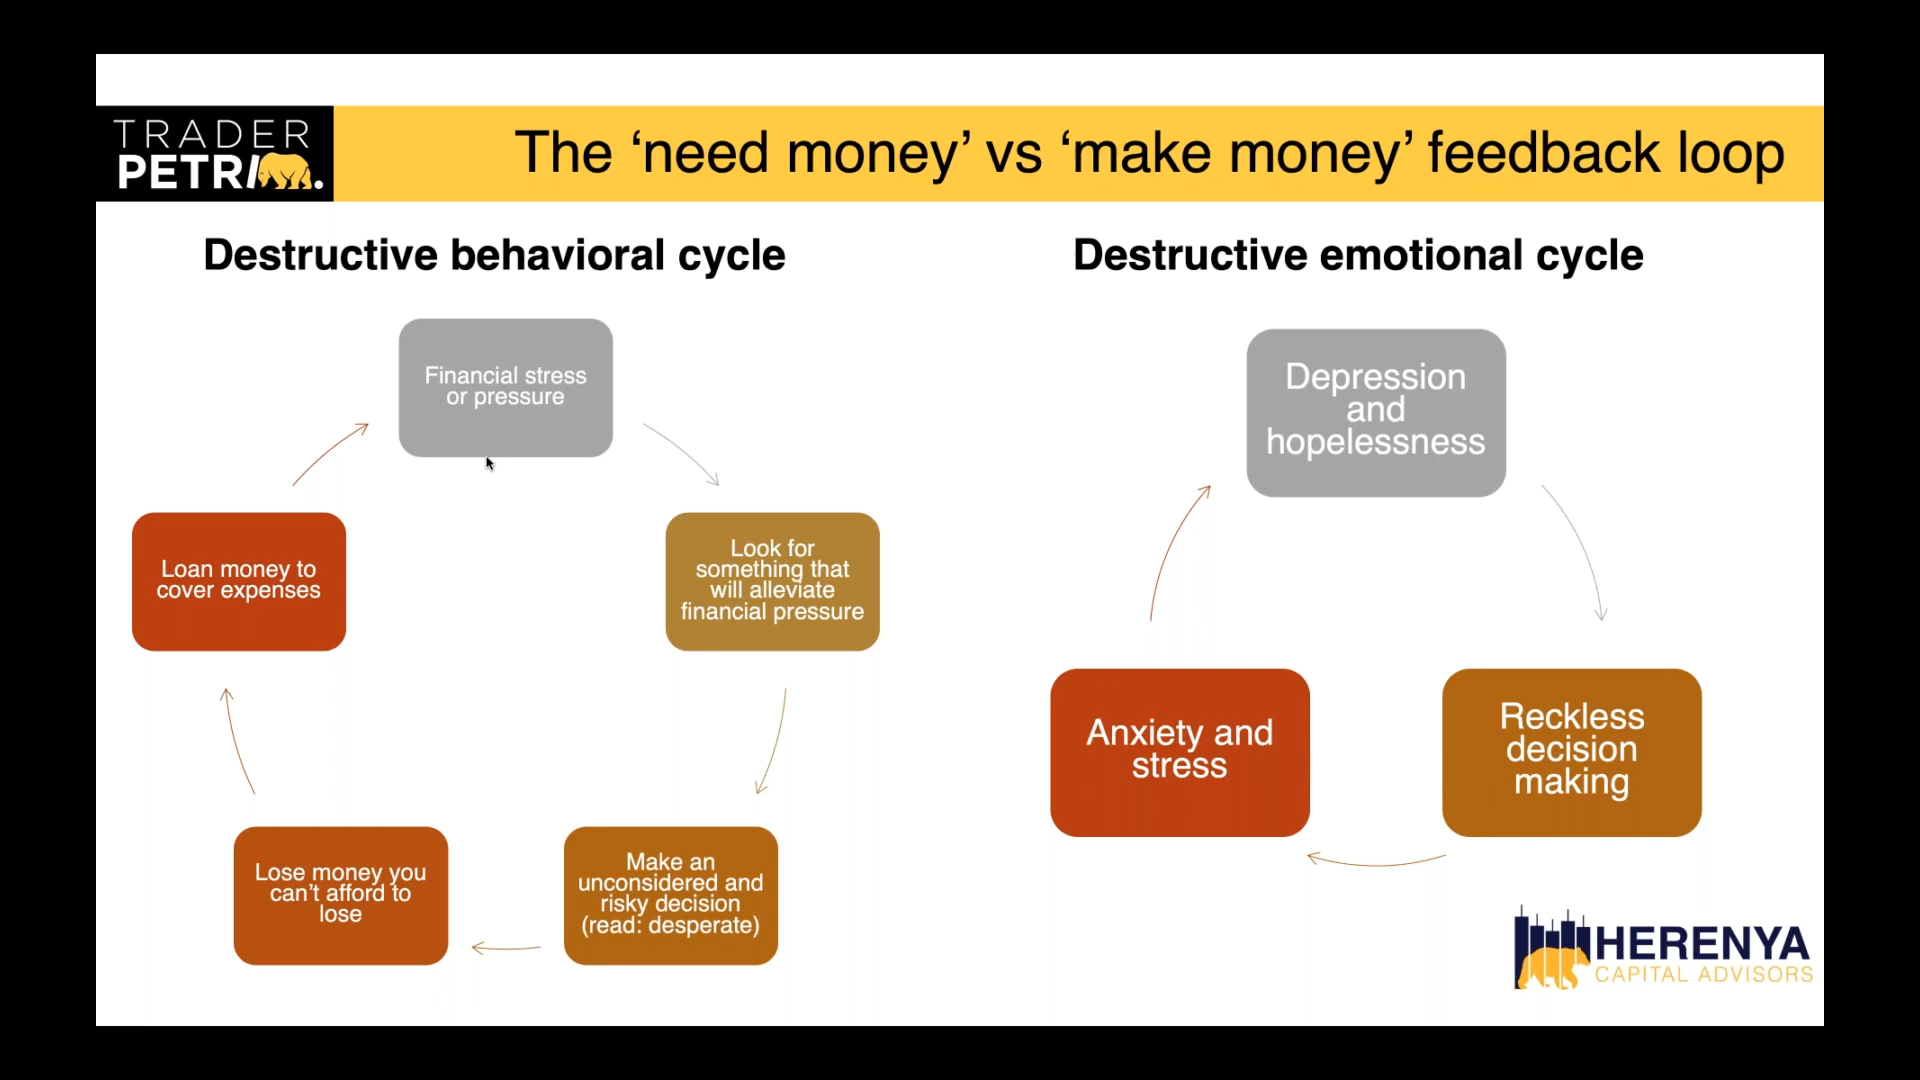 TRADER
PETRI.
The ‘need money’ vs ‘make money’ feedback loop
Destructive behavioral cycle
Financial stress
or pressure
Look for
something that
will alleviate
financial pressure
Make an
unconsidered and
risky decision
(read: desperate)
Lose money you
can’t afford to
lose
Loan money to
cover expenses
Destructive emotional cycle
Depression
and
hopelessness
Reckless
decision
making
Anxiety and
stress
HERENYA
CAPITAL ADVISORS